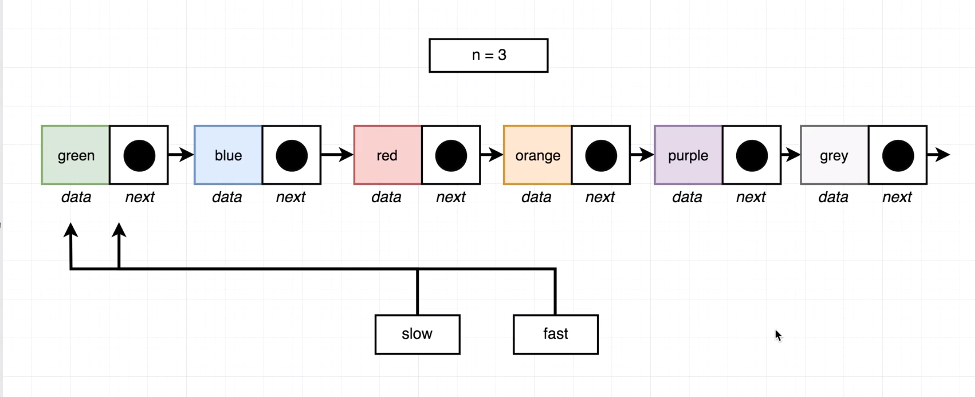 n = 3
green blue red orange purple grey
data next data next data next data next data next data next
slow fast